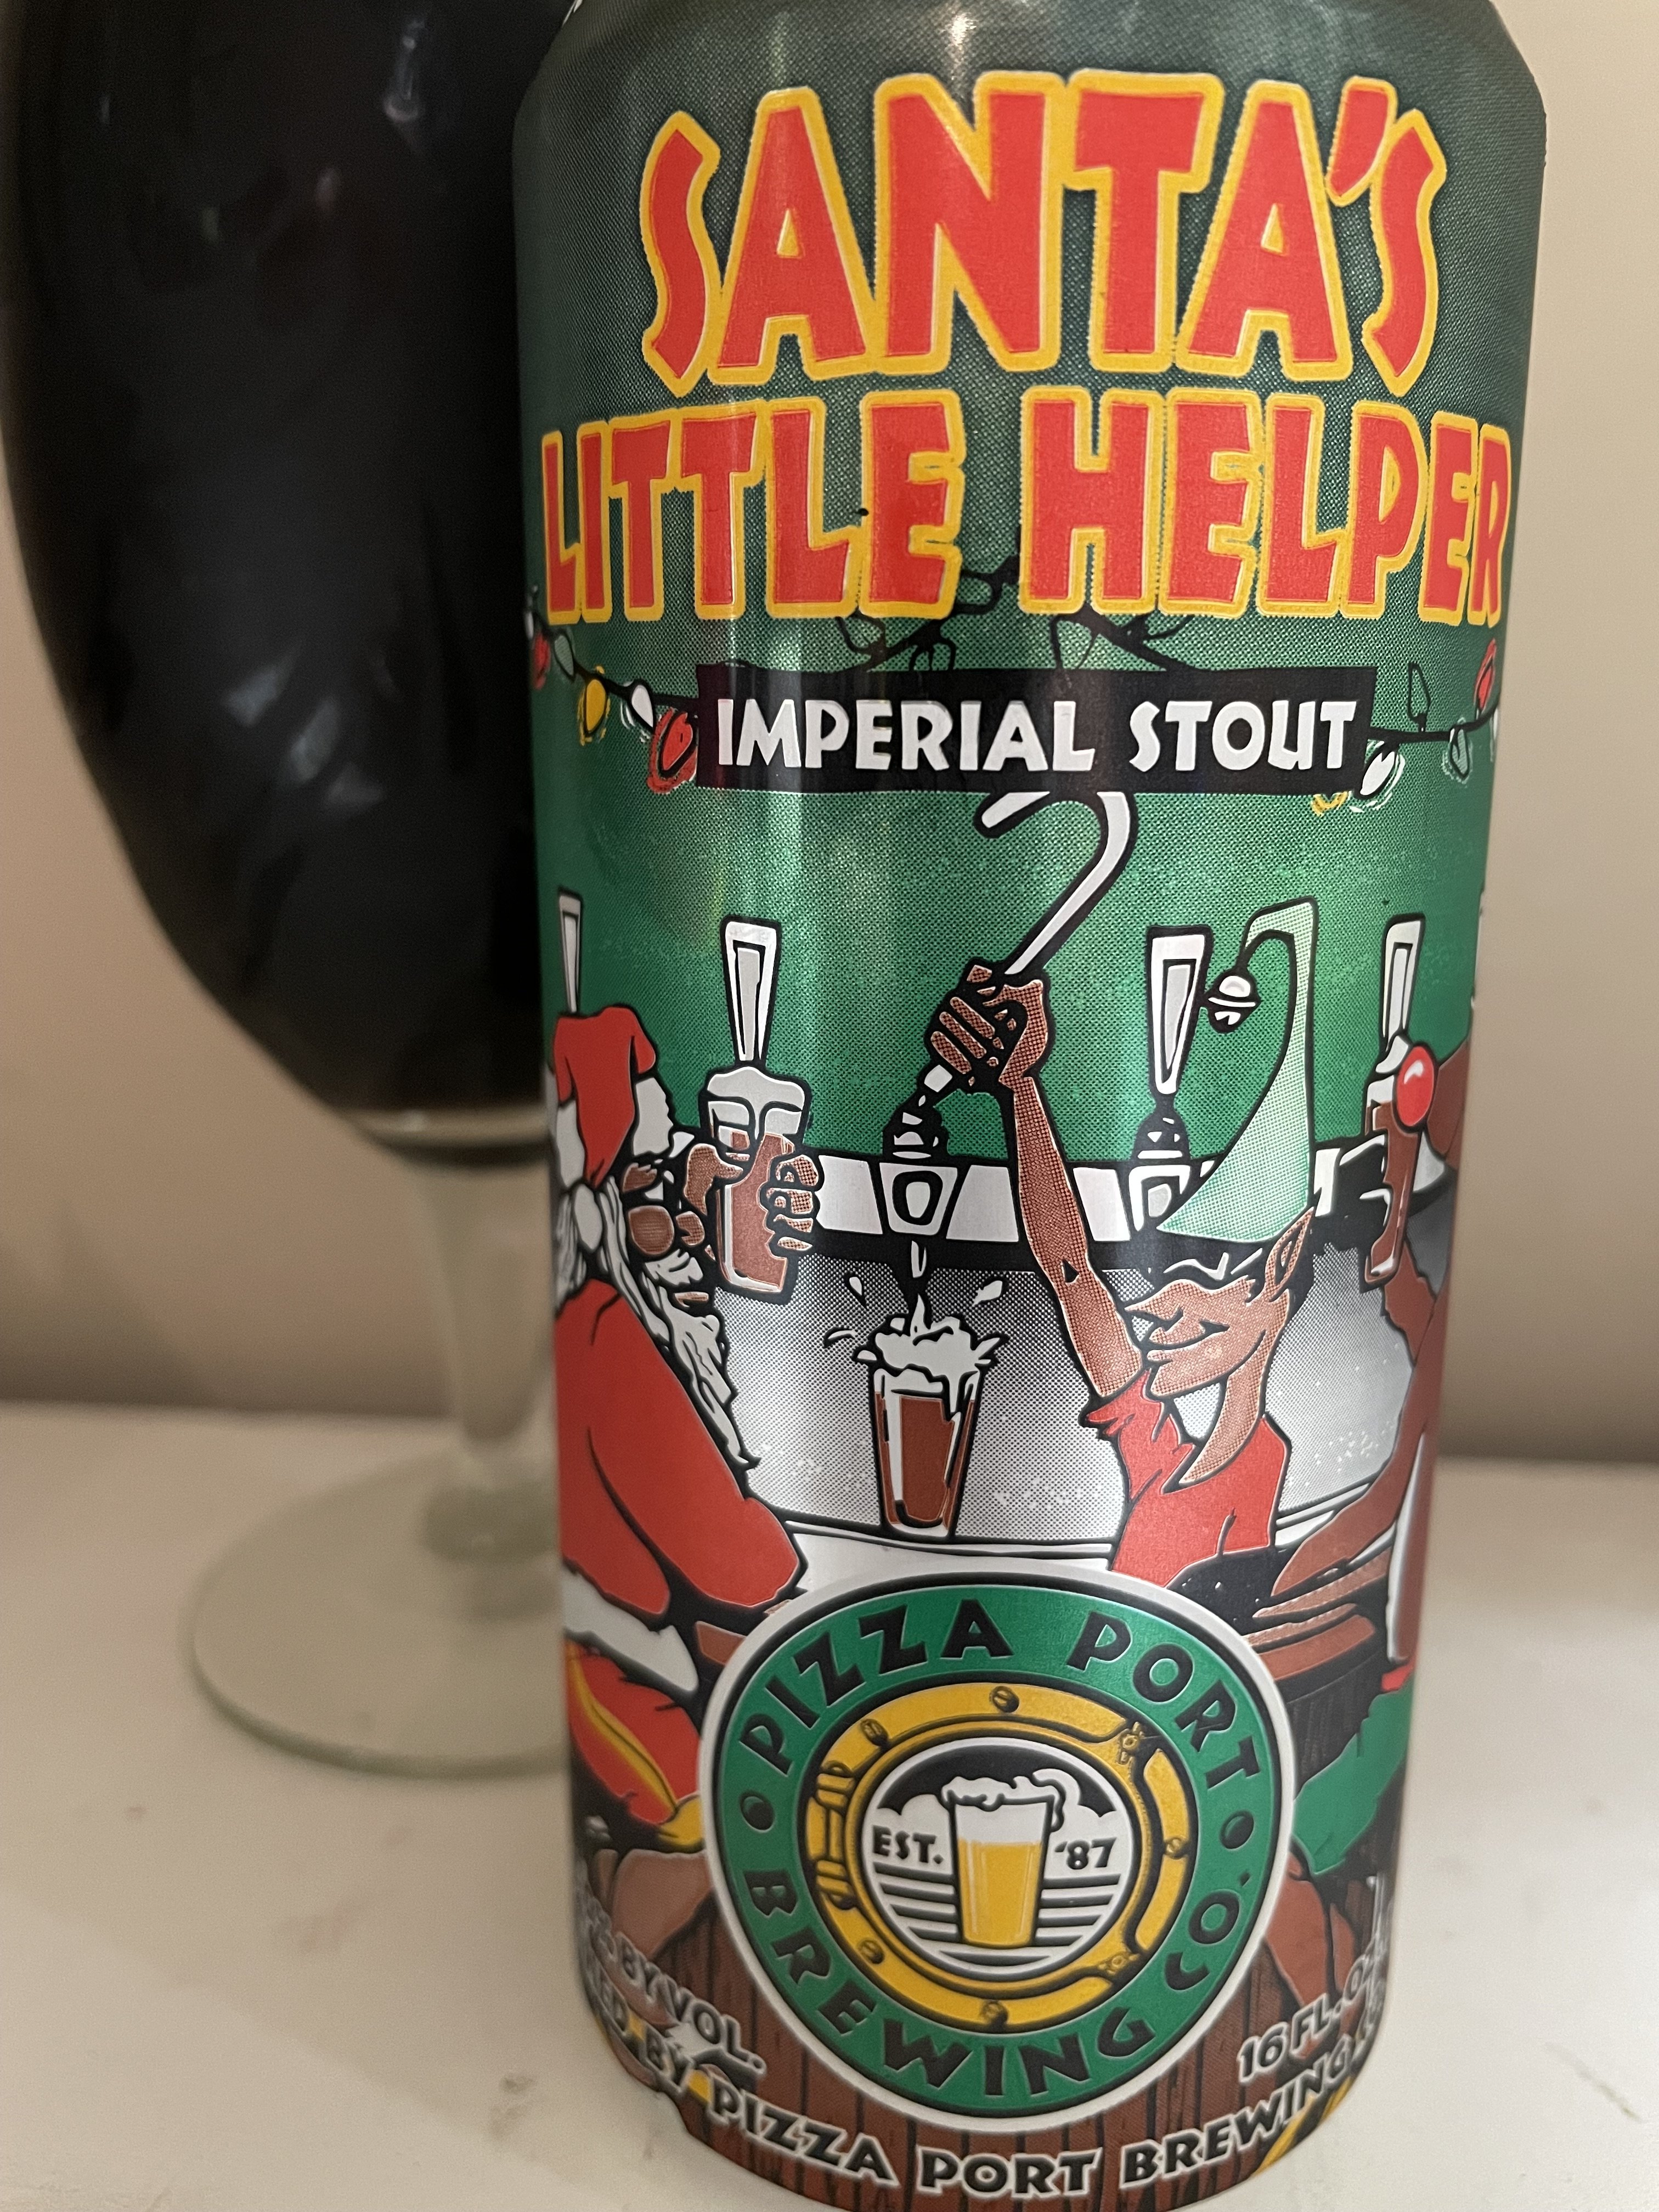 SANTA'S
LITTLE HELPER
IMPERIAL STOUT
PIZZA PORT
EST. '87
BREWING CO.
BY VOL.
16 FL. OZ.
BY PIZZA PORT BREWING